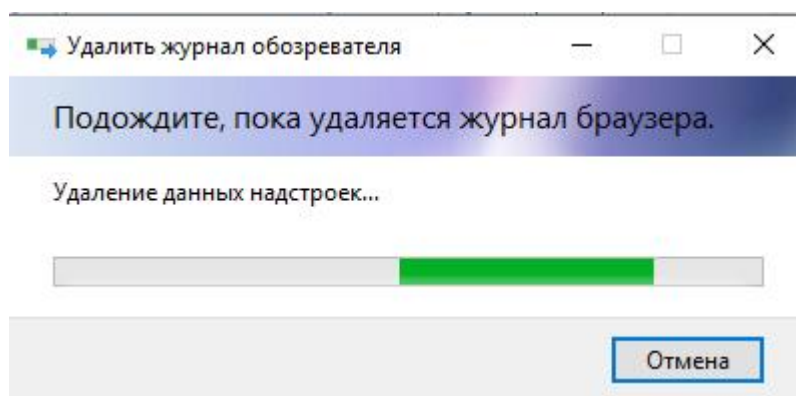 Удалить журнал обозревателя
Подождите, пока удаляется журнал браузера.
Удаление данных надстроек...
Отмена